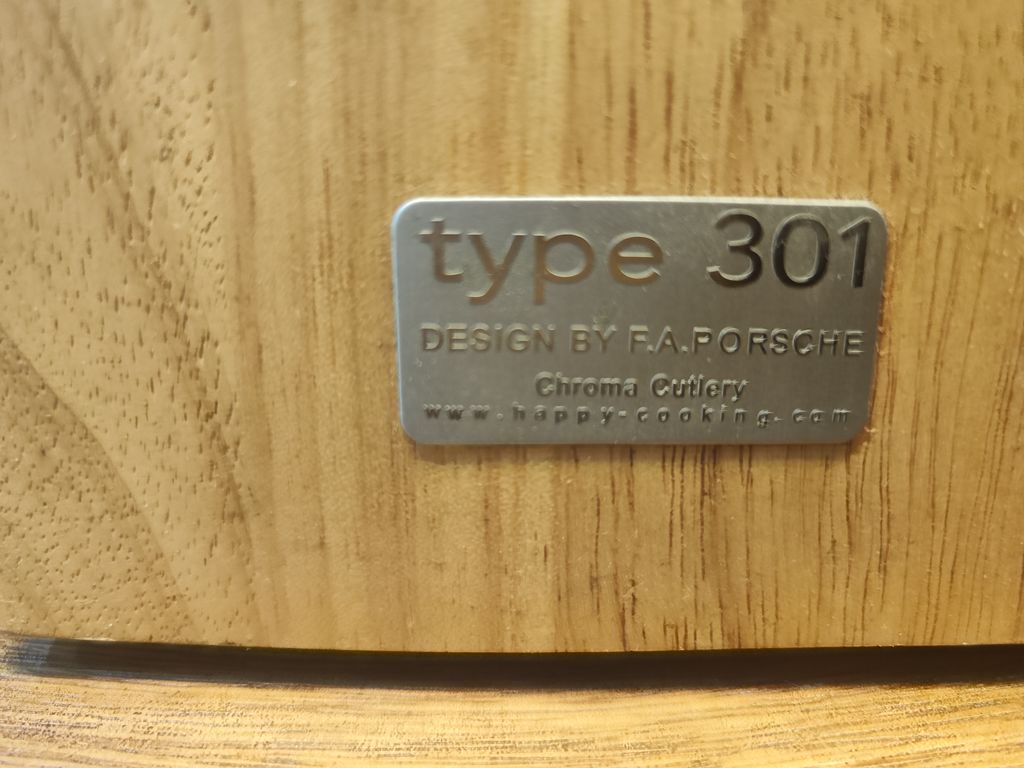 type 301
DESIGN BY F.A.PORSCHE
Chroma Cutlery
www.happy-cooking.com